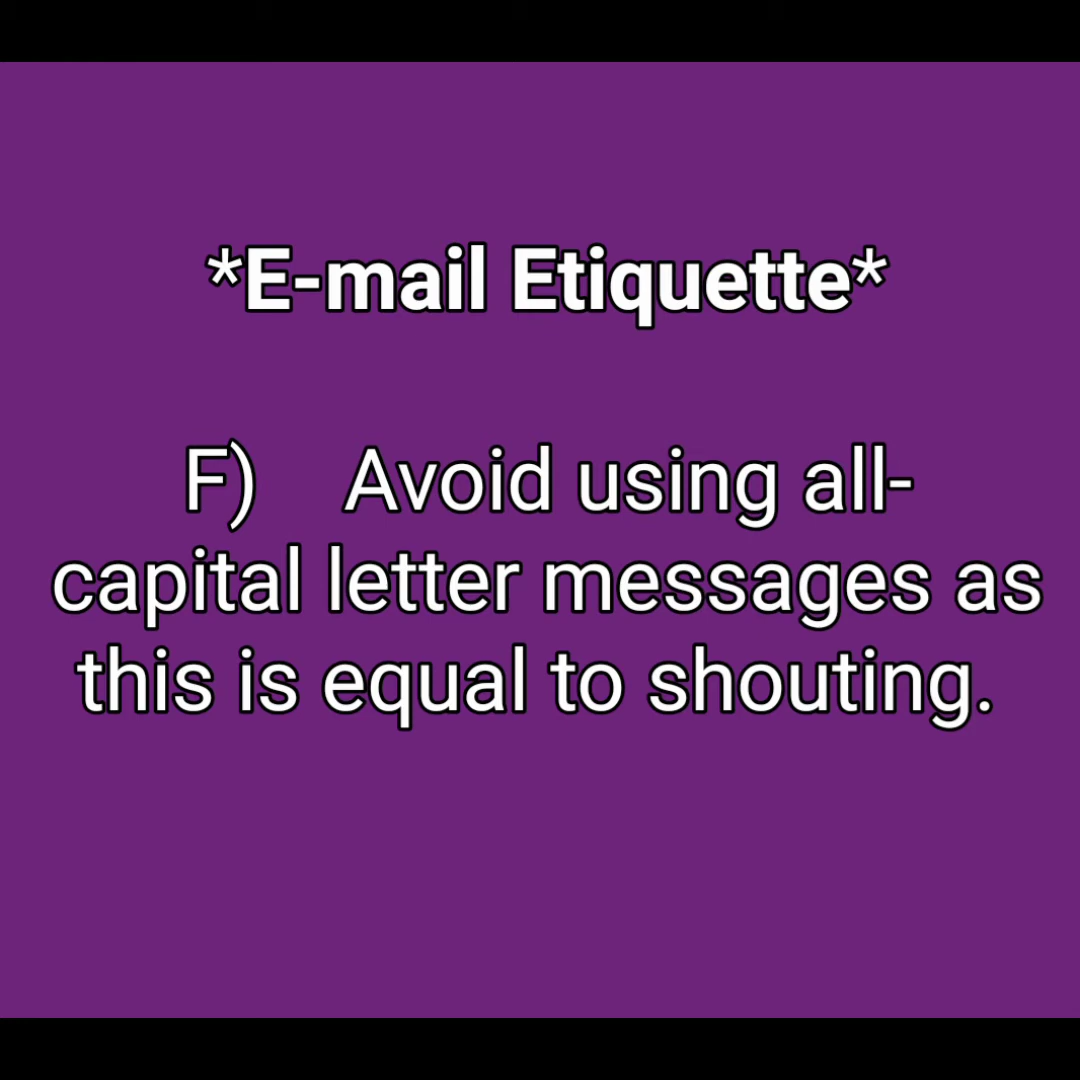 *E-mail Etiquette*
F) Avoid using all-
capital letter messages as
this is equal to shouting.